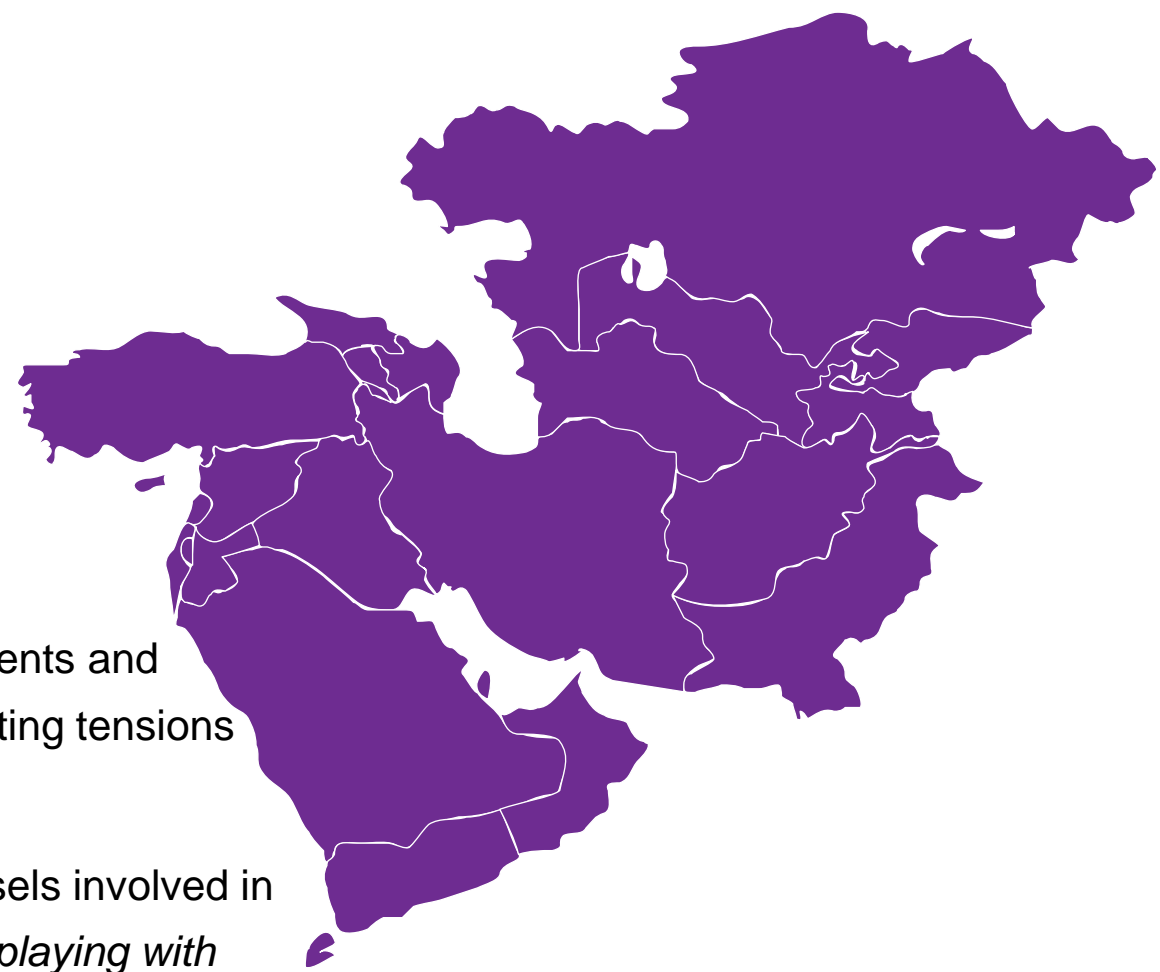 ents and
ting tensions
sels involved in
playing with